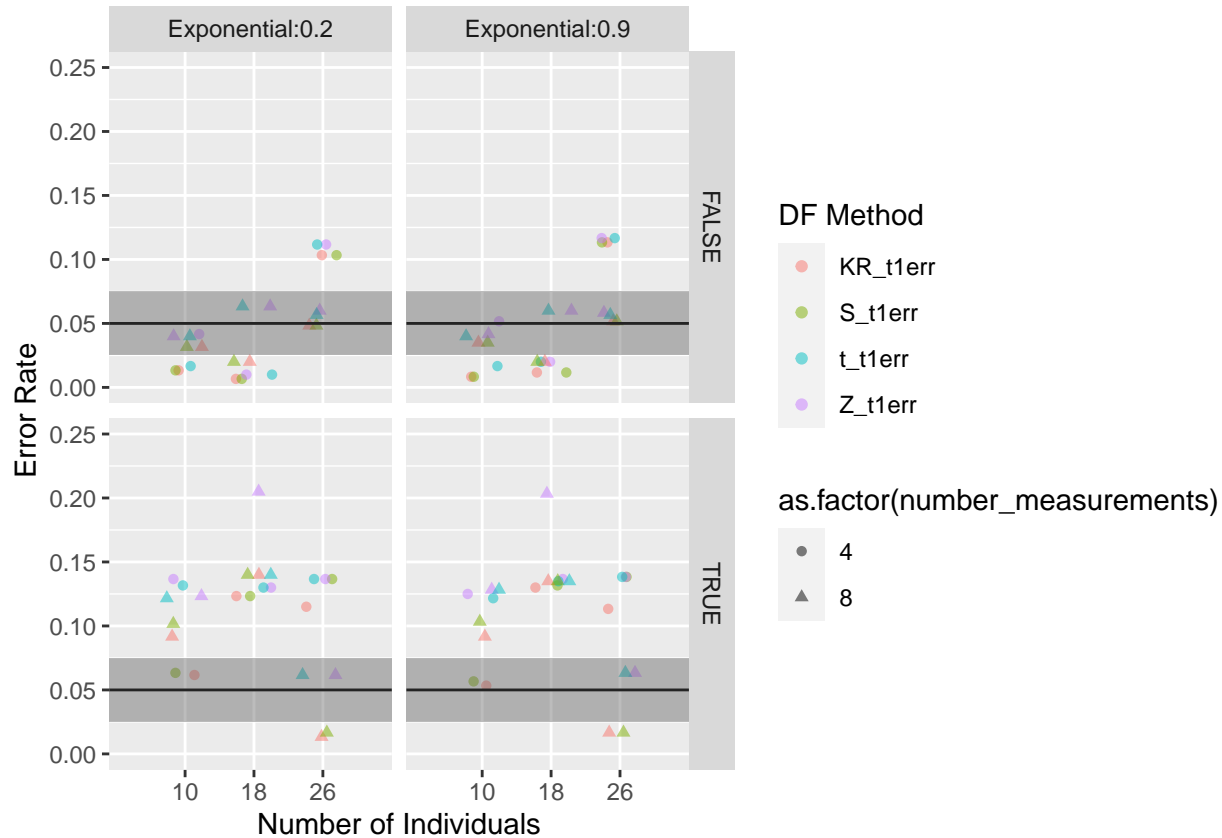 Exponential:0.2
Exponential:0.9
0.25
0.20
0.15
0.10
0.05
0.00
FALSE
0.25
0.20
0.15
0.10
0.05
0.00
TRUE
10
18
26
10
18
26
Number of Individuals
Error Rate
DF Method
KR_t1err
S_t1err
t_t1err
Z_t1err
as.factor(number_measurements)
4
8